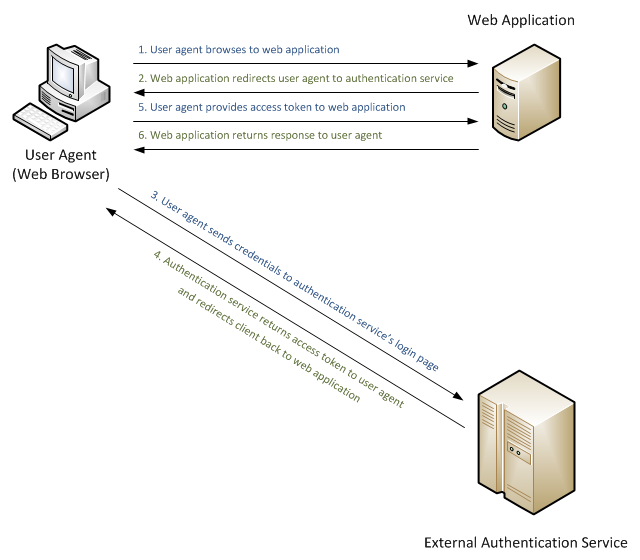 Web Application
1. User agent browses to web application
2. Web application redirects user agent to authentication service
5. User agent provides access token to web application
6. Web application returns response to user agent
User Agent
(Web Browser)
3. User agent sends credentials to authentication service's login page
4. Authentication service returns access token to user agent
and redirects client back to web application
External Authentication Service